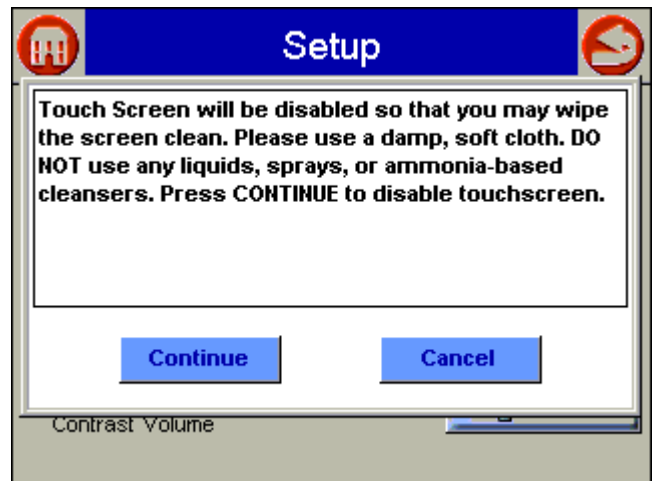 Setup
Touch Screen will be disabled so that you may wipe
the screen clean. Please use a damp, soft cloth. DO
NOT use any liquids, sprays, or ammonia-based
cleansers. Press CONTINUE to disable touchscreen.
Continue Cancel
Contrast Volume